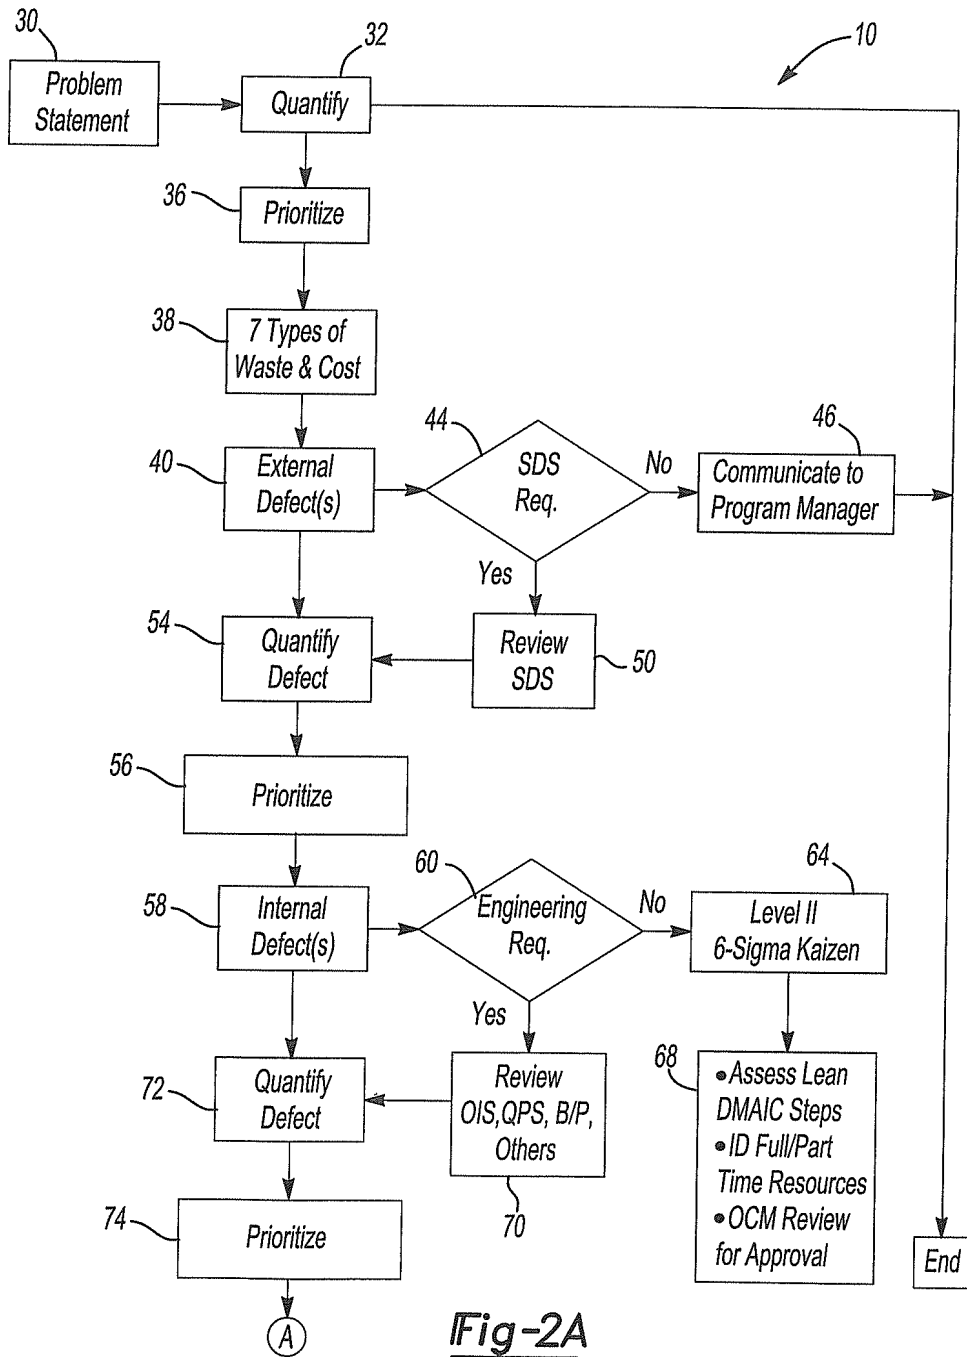 30
32
10
Problem
Statement
Quantify
36
Prioritize
38
7 Types of
Waste & Cost
44
46
40
External
Defect(s)
SDS
Req.
No
Communicate to
Program Manager
Yes
54
Quantify
Defect
Review
SDS
50
56
Prioritize
60
64
58
Internal
Defect(s)
Engineering
Req.
No
Level II
6-Sigma Kaizen
Yes
72
Quantify
Defect
Review
OIS,QPS, B/P,
Others
70
68
•Assess Lean
DMAIC Steps
•ID Full/Part
Time Resources
•OCM Review
for Approval
74
Prioritize
End
A
Fig-2A